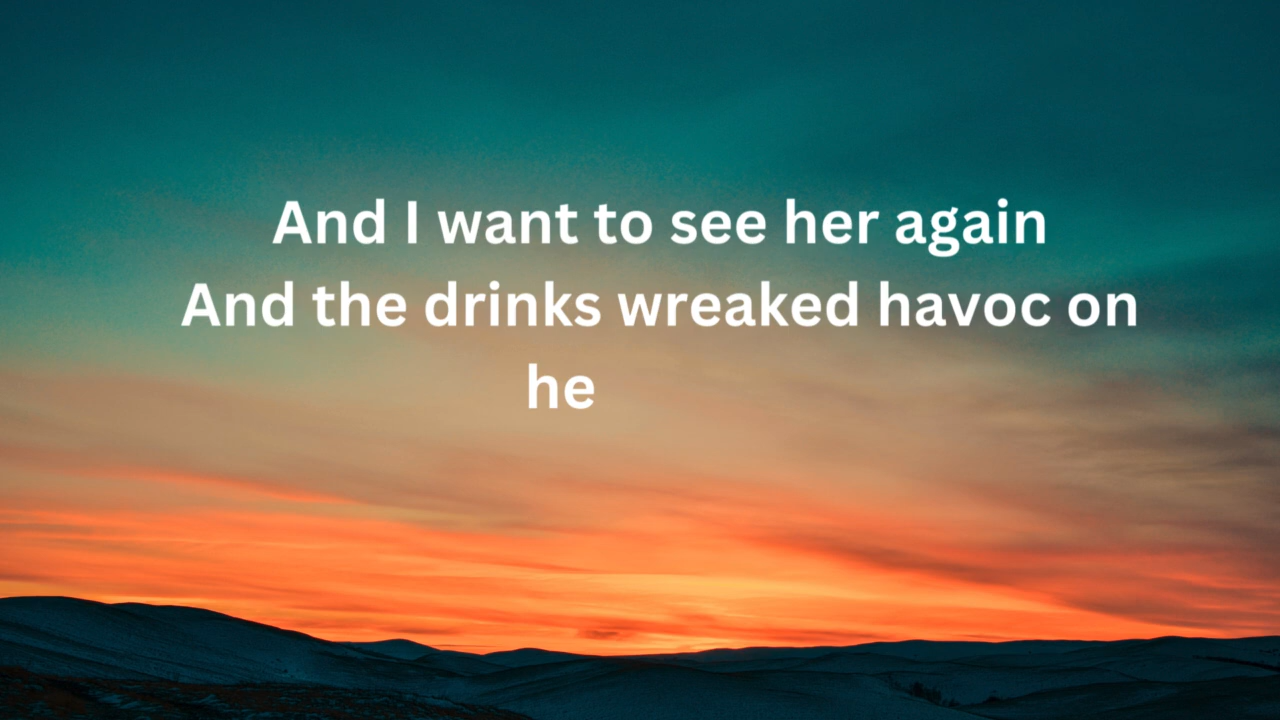 And I want to see her again
And the drinks wreaked havoc on
he